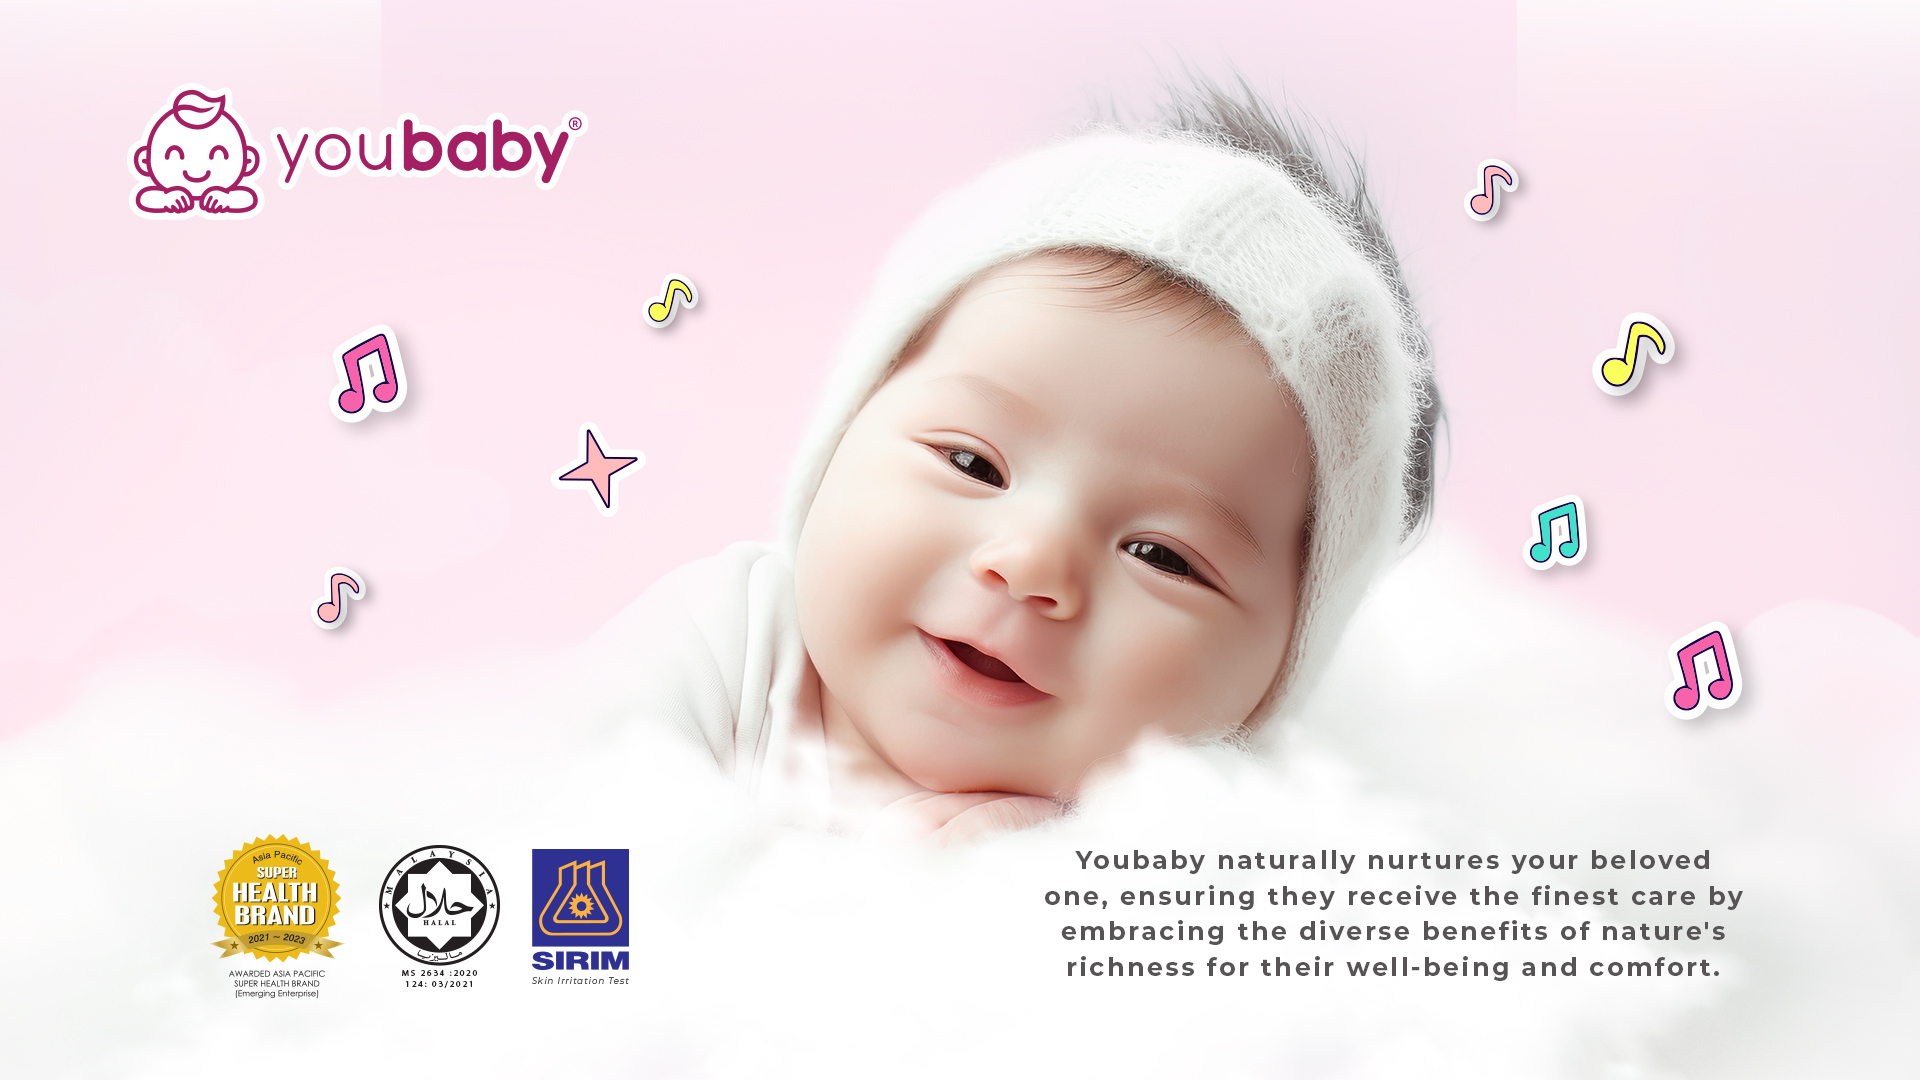 youbaby®
Asia Pacific
SUPER
HEALTH
BRAND
2021 ~ 2023
AWARDED ASIA PACIFIC
SUPER HEALTH BRAND
(Emerging Enterprise)
MALAYSIA
حلال
HALAL
ماليزيا
MS 2634 :2020
124: 03/2021
SIRIM
Skin Irritation Test
Youbaby naturally nurtures your beloved
one, ensuring they receive the finest care by
embracing the diverse benefits of nature's
richness for their well-being and comfort.